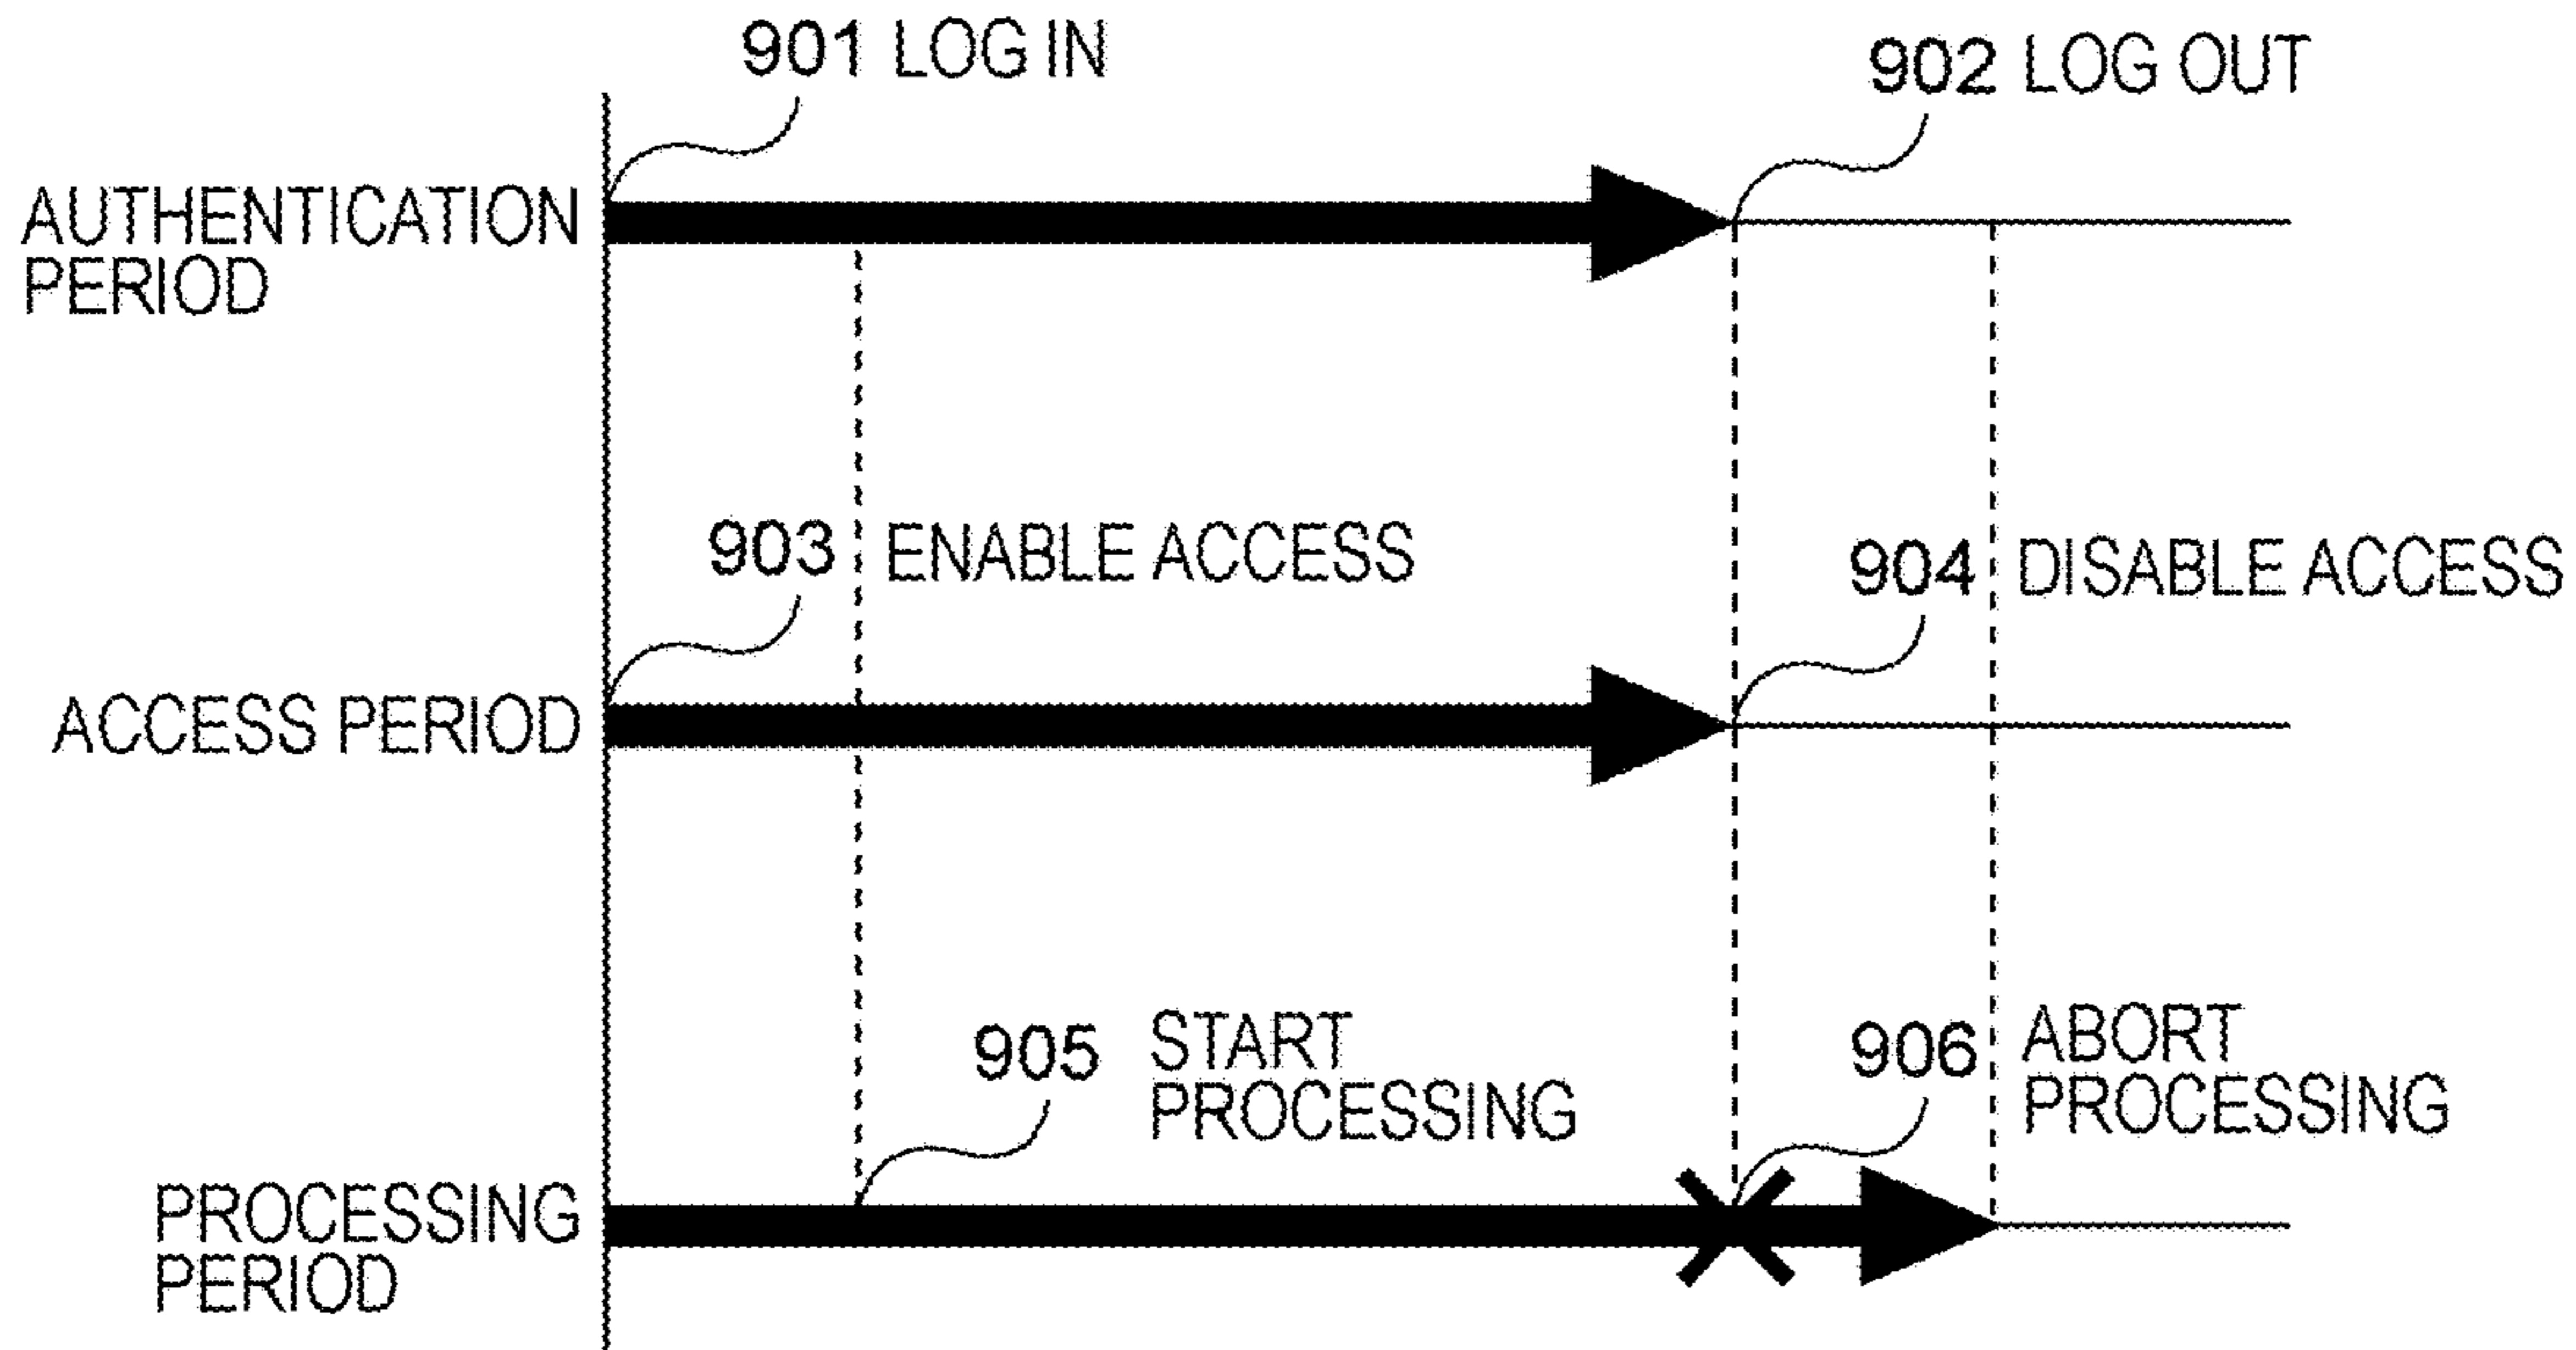 901 LOG IN
902 LOG OUT
AUTHENTICATION
PERIOD
903 ENABLE ACCESS
904 DISABLE ACCESS
ACCESS PERIOD
905 START
PROCESSING
906 ABORT
PROCESSING
PROCESSING
PERIOD